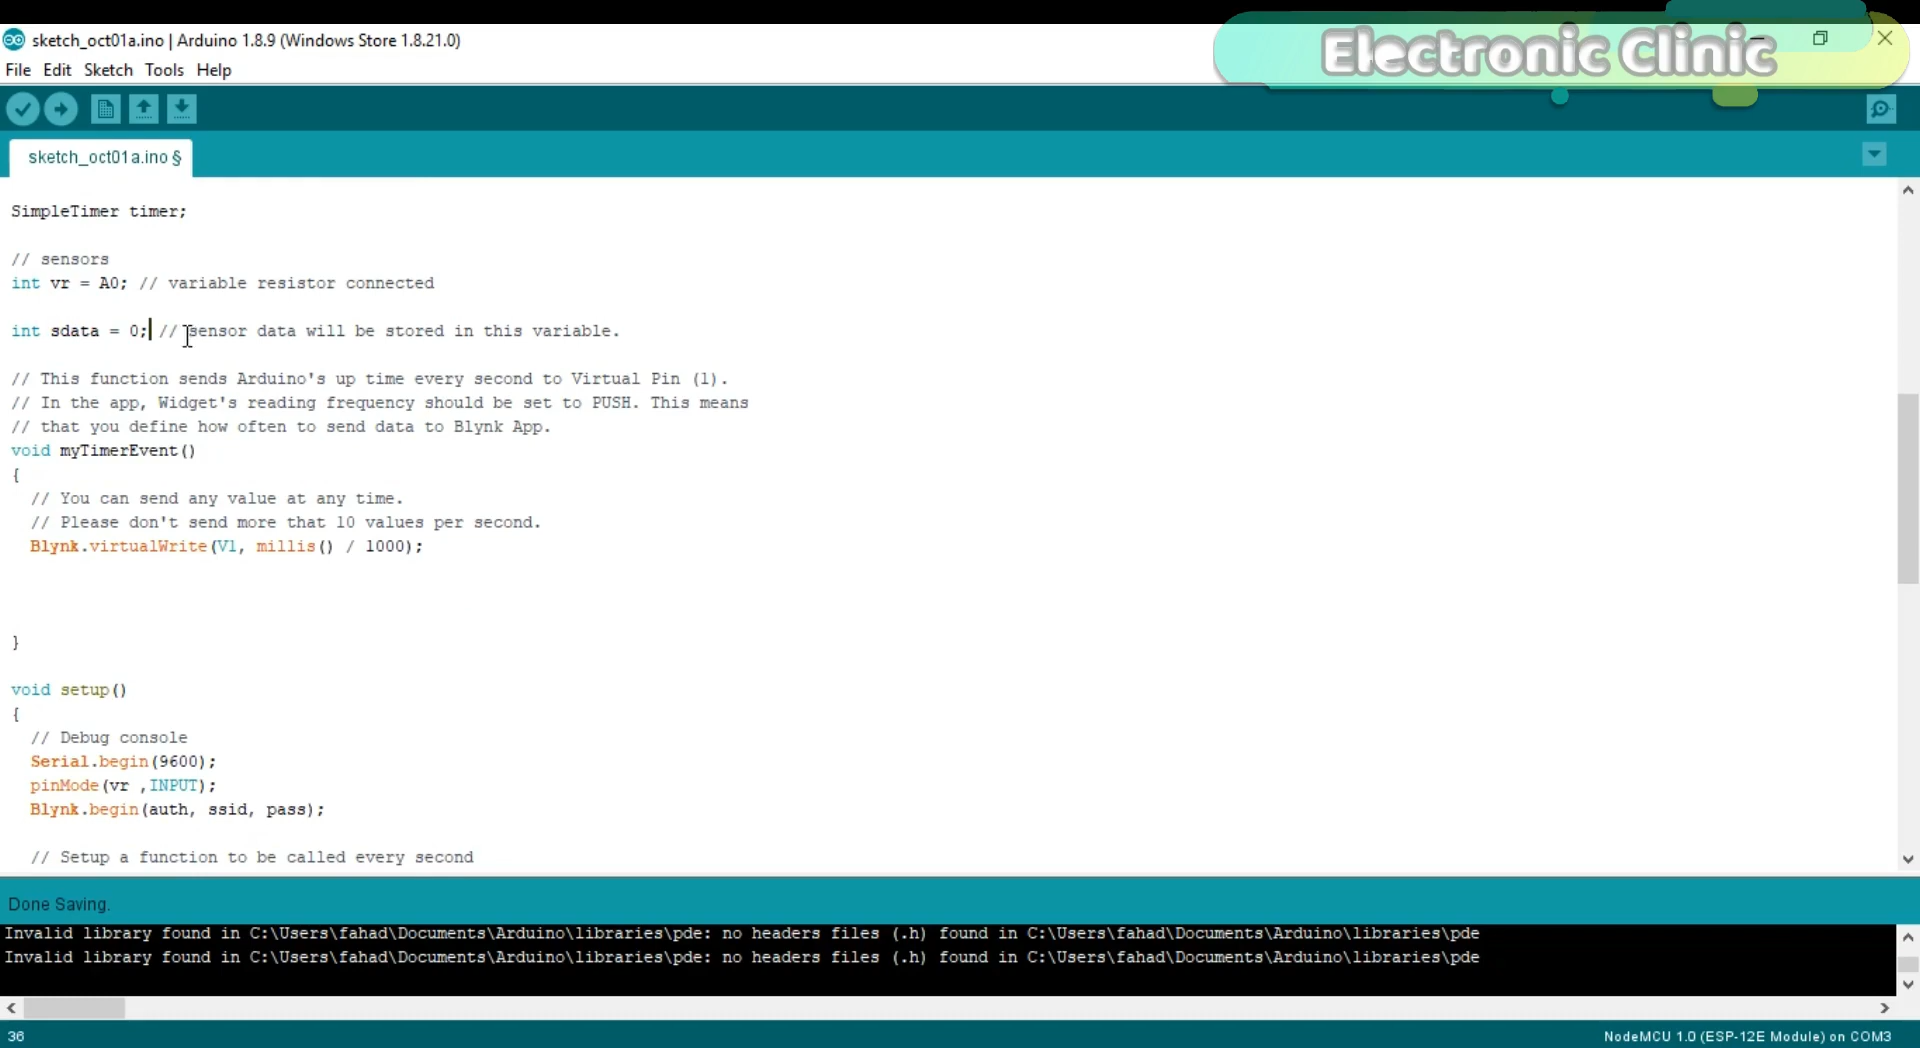 Electronic Clinic
sketch_oct01a.ino | Arduino 1.8.9 (Windows Store 1.8.21.0)
File Edit Sketch Tools Help
sketch_oct01a.ino §
SimpleTimer timer;
// sensors
int vr = A0; // variable resistor connected
int sdata = 0; // sensor data will be stored in this variable.
// This function sends Arduino's up time every second to Virtual Pin (1).
// In the app, Widget's reading frequency should be set to PUSH. This means
// that you define how often to send data to Blynk App.
void myTimerEvent()
{
// You can send any value at any time.
// Please don't send more that 10 values per second.
Blynk.virtualWrite(V1, millis() / 1000);
}
void setup()
{
// Debug console
Serial.begin(9600);
pinMode(vr ,INPUT);
Blynk.begin(auth, ssid, pass);
// Setup a function to be called every second
Done Saving.
Invalid library found in C:\Users\fahad\Documents\Arduino\libraries\pde: no headers files (.h) found in C:\Users\fahad\Documents\Arduino\libraries\pde
Invalid library found in C:\Users\fahad\Documents\Arduino\libraries\pde: no headers files (.h) found in C:\Users\fahad\Documents\Arduino\libraries\pde
36
NodeMCU 1.0 (ESP-12E Module) on COM3